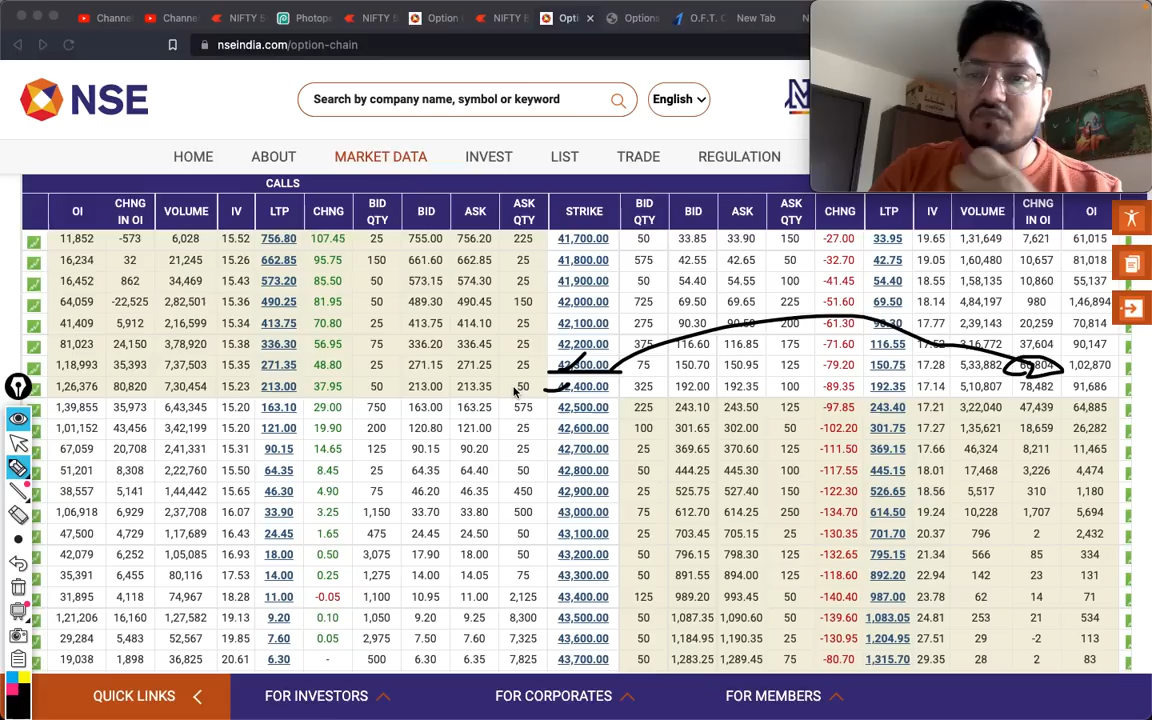 Channe Channe NIFTY 5 Photope NIFTY 5 Option NIFTY 5 Opti Options O.F.T. C New Tab N
nseindia.com/option-chain
NSE Search by company name, symbol or keyword English N
HOME ABOUT MARKET DATA INVEST LIST TRADE REGULATION
CALLS
OI CHNG IN OI VOLUME IV LTP CHNG BID QTY BID ASK ASK QTY STRIKE BID QTY BID ASK ASK QTY CHNG LTP IV VOLUME CHNG IN OI OI
11,852 -573 6,028 15.52 756.80 107.45 25 755.00 756.20 225 41,700.00 50 33.85 33.90 150 -27.00 33.95 19.65 1,31,649 7,621 61,015
16,234 32 21,245 15.26 662.85 95.75 150 661.60 662.85 25 41,800.00 575 42.55 42.65 50 -32.70 42.75 19.05 1,60,480 10,657 81,018
16,452 862 34,469 15.43 573.20 85.50 50 573.15 574.30 25 41,900.00 50 54.40 54.55 100 -41.45 54.40 18.55 1,58,135 10,860 55,137
64,059 -22,525 2,82,501 15.36 490.25 81.95 50 489.30 490.45 150 42,000.00 725 69.50 69.65 225 -51.60 69.50 18.14 4,84,197 980 1,46,894
41,409 5,912 2,16,599 15.34 413.75 70.80 25 413.75 414.10 25 42,100.00 275 90.30 200 -61.30 17.77 2,39,143 20,259 70,814
81,023 24,150 3,78,920 15.38 336.30 56.95 75 336.20 336.45 25 42,200.00 375 116.60 116.85 175 -71.60 116.55 17.52 3,16,772 37,604 90,147
1,18,993 35,393 5,15,230 15.35 271.35 48.80 25 271.25 271.45 25 75 150.70 150.95 125 -79.20 150.75 17.28 5,33,882 1,02,870
1,26,376 80,820 7,30,454 15.23 213.00 37.95 50 213.00 213.35 50 42,400.00 325 192.00 192.35 100 -89.35 192.35 17.14 5,10,807 78,482 91,686
1,39,855 35,973 6,43,345 15.20 163.10 29.00 750 163.00 163.25 575 42,500.00 225 243.10 243.50 125 -97.85 243.40 17.21 3,22,040 47,439 64,885
1,01,152 43,456 3,42,199 15.20 121.00 19.90 200 120.80 121.00 25 42,600.00 100 301.65 302.00 50 -102.20 301.75 17.27 1,35,621 18,659 26,282
67,059 20,708 2,41,331 15.31 90.15 14.65 125 90.15 90.20 25 42,700.00 25 369.65 370.60 125 -111.50 369.15 17.66 46,324 8,211 11,465
51,201 8,308 2,22,760 15.50 64.35 8.45 25 64.35 64.40 50 42,800.00 50 444.25 445.30 100 -117.55 445.15 18.01 17,468 3,226 4,474
38,557 5,141 1,44,442 15.65 46.30 4.90 75 46.20 46.35 450 42,900.00 25 525.75 527.40 150 -122.30 526.65 18.56 5,517 310 1,180
1,06,918 6,929 2,37,708 16.07 33.90 3.25 1,150 33.70 33.80 500 43,000.00 75 612.70 614.25 250 -134.70 614.50 19.24 10,228 1,707 5,694
47,500 4,729 1,17,688 16.43 24.45 1.65 475 24.45 24.50 50 43,100.00 25 703.45 705.15 25 -130.35 701.70 20.37 796 2 2,432
42,079 6,252 1,05,085 16.93 18.00 0.50 3,075 17.90 18.00 50 43,200.00 50 796.15 798.30 125 -132.65 795.15 21.34 566 85 334
35,391 6,455 80,116 17.53 14.00 0.25 1,275 14.00 14.05 75 43,300.00 50 891.55 894.00 125 -118.60 892.20 22.94 142 23 131
31,895 4,118 74,967 18.28 11.00 -0.05 1,100 10.95 11.00 2,125 43,400.00 125 989.20 993.45 50 -140.40 987.00 23.78 62 14 71
1,21,206 16,160 1,27,582 19.13 9.20 0.10 1,050 9.20 9.25 8,300 43,500.00 50 1,087.35 1,090.60 50 -139.60 1,083.05 24.81 253 21 534
29,284 5,483 52,567 19.85 7.60 0.05 2,975 7.50 7.60 7,325 43,600.00 50 1,184.95 1,190.35 25 -130.95 1,204.95 27.51 29 -2 113
19,038 1,898 36,825 20.61 6.30 - 500 6.30 6.35 7,825 43,700.00 50 1,283.25 1,289.45 75 -80.70 1,315.70 29.35 28 2 83
QUICK LINKS FOR INVESTORS FOR CORPORATES FOR MEMBERS